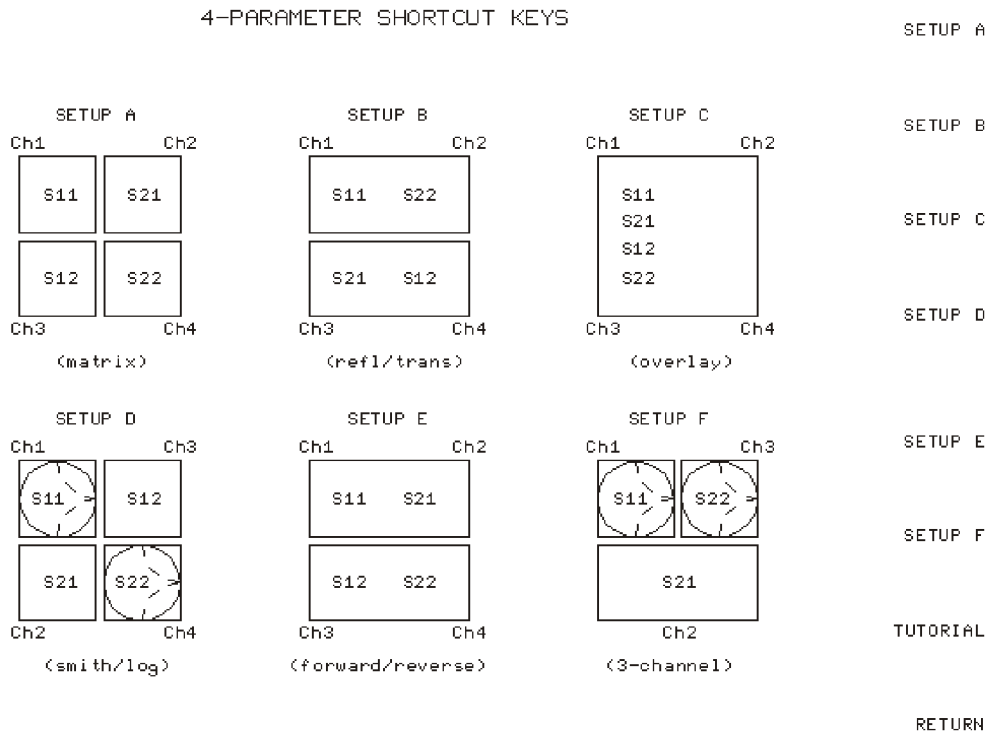 4-PARAMETER SHORTCUT KEYS
SETUP A
SETUP B
SETUP C
Ch1 Ch2
Ch1 Ch2
Ch1 Ch2
S11 S21
S11 S22
S11
S21
S12
S22
S12 S22
S21 S12
Ch3 Ch4
Ch3 Ch4
Ch3 Ch4
(matrix)
(refl/trans)
(overlay)
SETUP D
SETUP E
SETUP F
Ch1 Ch3
Ch1 Ch2
Ch1 Ch3
S11 S12
S11 S21
S11 S22
S21 S22
S12 S22
S21
Ch2 Ch4
Ch3 Ch4
Ch2
(smith/log)
(forward/reverse)
(3-channel)
SETUP A
SETUP B
SETUP C
SETUP D
SETUP E
SETUP F
TUTORIAL
RETURN